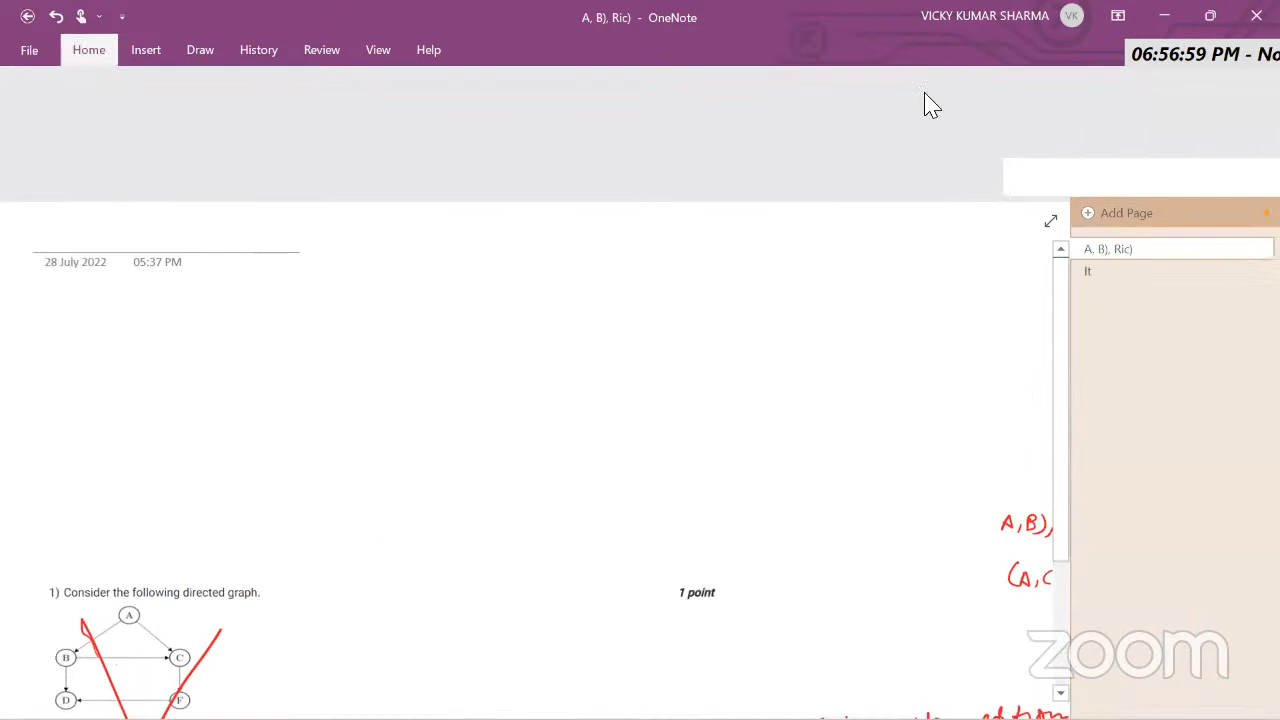 A, B), Ric) - OneNote
VICKY KUMAR SHARMA VK
File Home Insert Draw History Review View Help
06:56:59 PM - No
Add Page
A, B), Ric)
It
28 July 2022 05:37 PM
A,B),
(A,C
1) Consider the following directed graph. 1 point
A
B C
D F
zoom